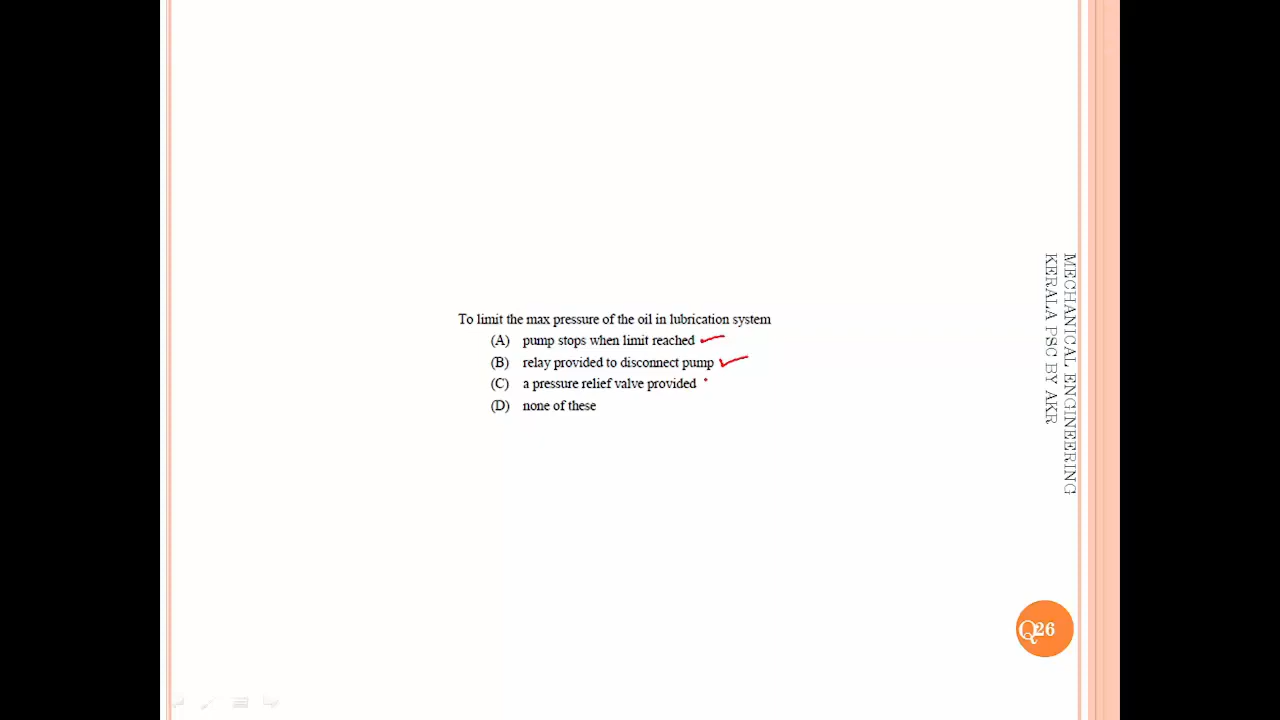 To limit the max pressure of the oil in lubrication system
(A) pump stops when limit reached
(B) relay provided to disconnect pump
(C) a pressure relief valve provided
(D) none of these
MECHANICAL ENGINEERING
KERALA PSC BY AKR
Q26